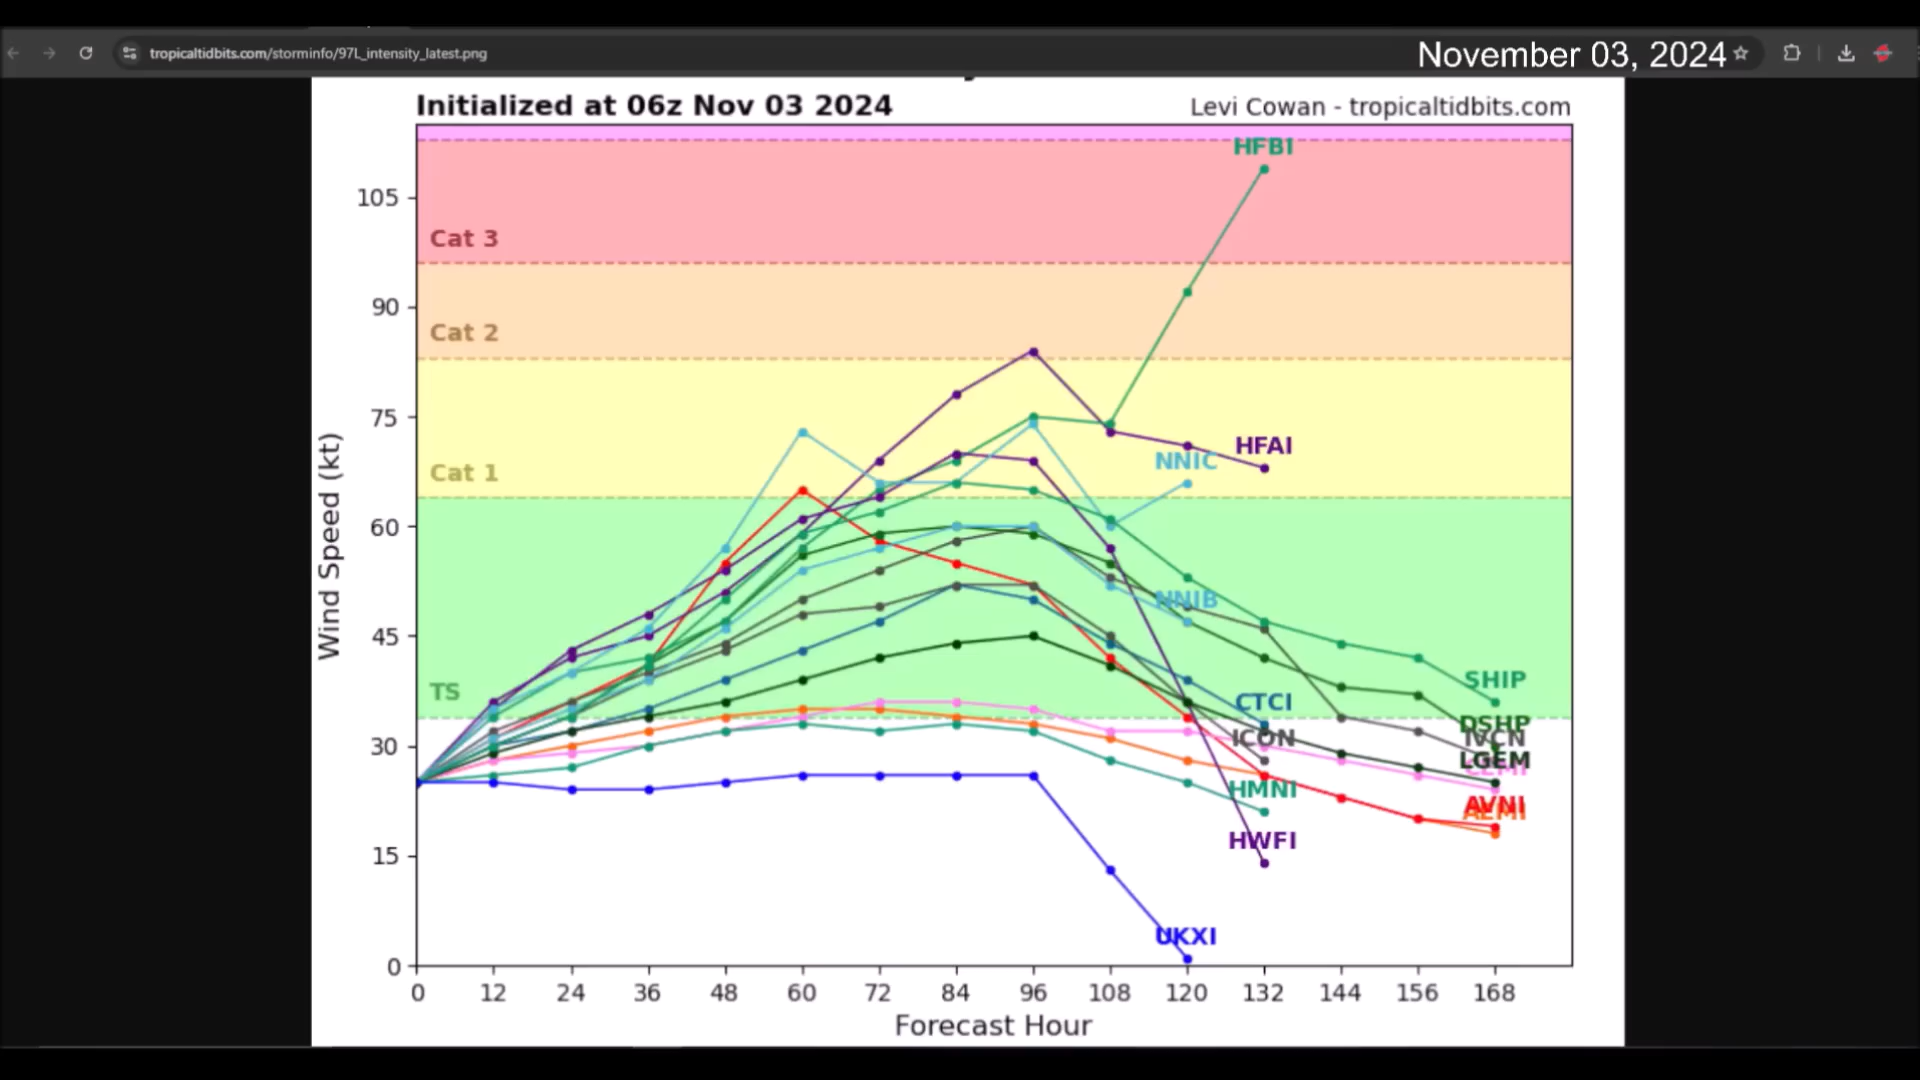 tropicaltidbits.com/storminfo/97L_intensity_latest.png
November 03, 2024
Initialized at 06z Nov 03 2024
Levi Cowan - tropicaltidbits.com
HFBI
105
Cat 3
90
Cat 2
75
HFAI
NNIC
Cat 1
60
Wind Speed (kt)
NNIB
45
SHIP
TS
CTCI
DSHP
ICON
IVCN
30
LGEM
CEMI
HMNI
AVNI
AEMI
HWFI
15
UKXI
0
0 12 24 36 48 60 72 84 96 108 120 132 144 156 168
Forecast Hour